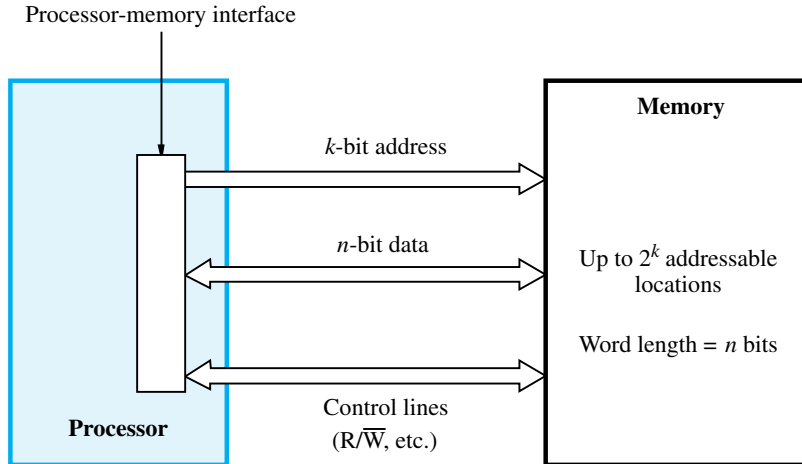 Processor-memory interface
Memory
k-bit address
n-bit data
Up to 2ᵏ addressable
locations
Word length = n bits
Control lines
(R/W̅, etc.)
Processor